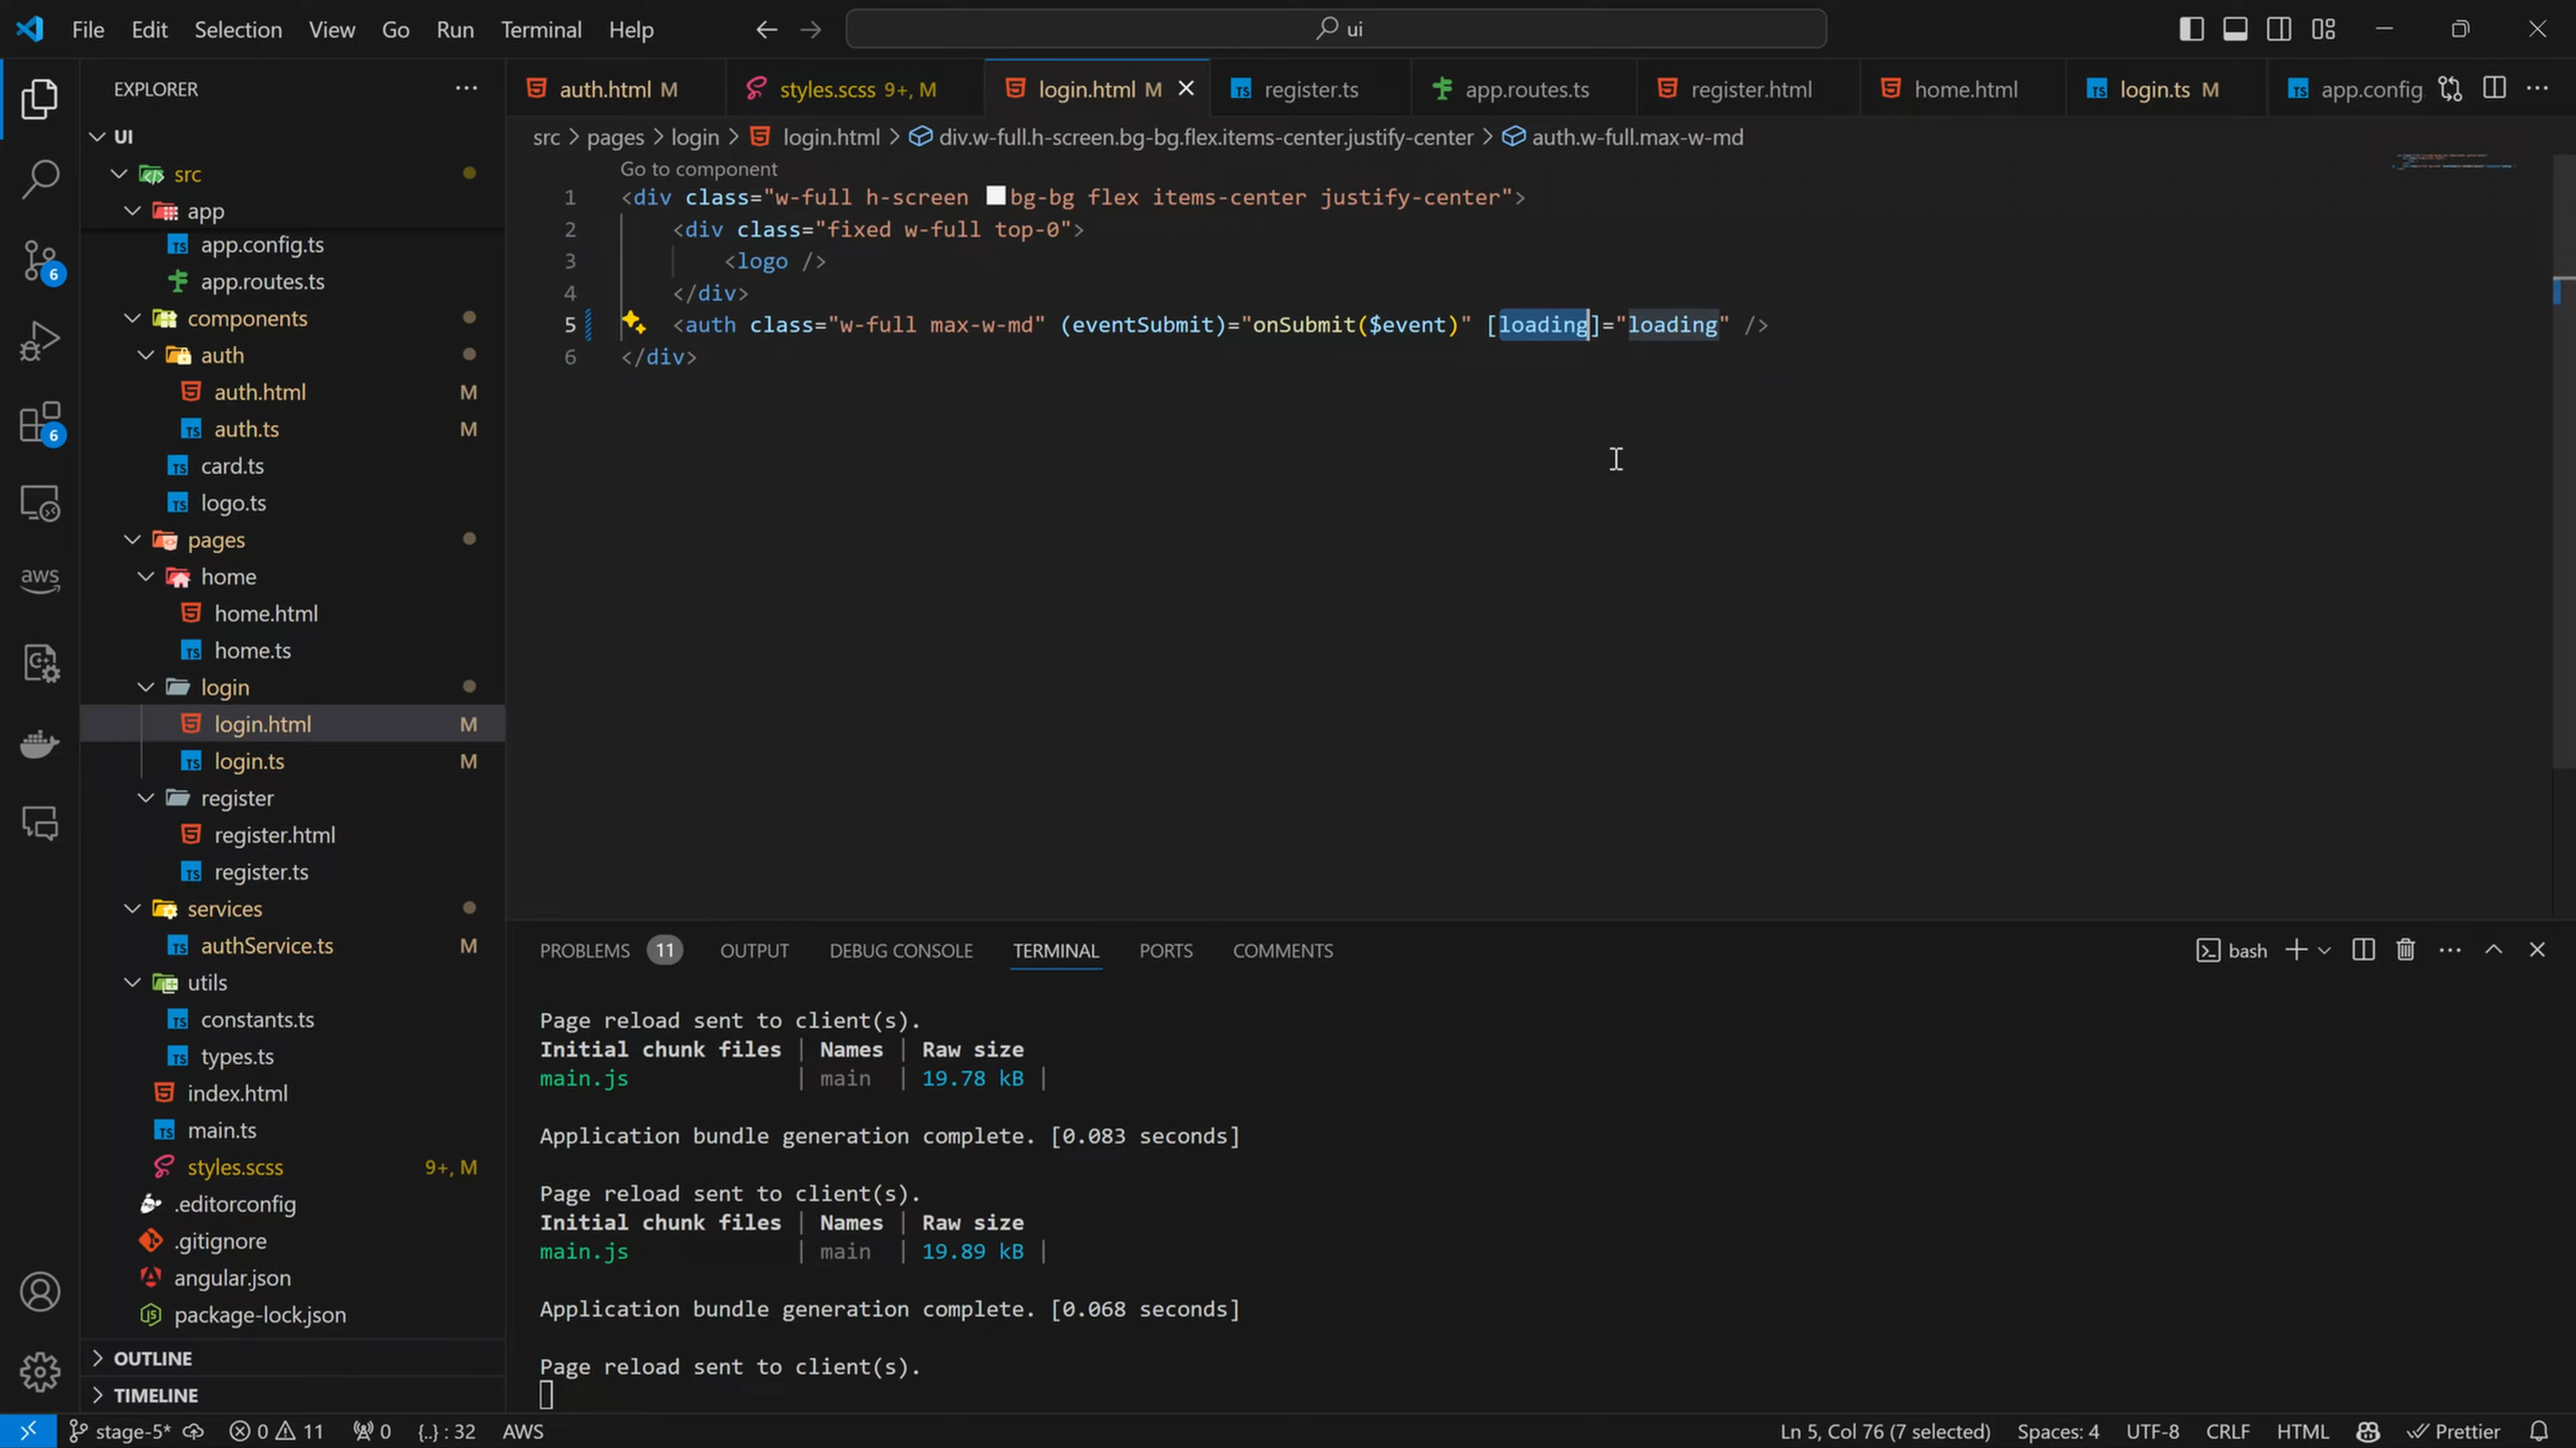 File Edit Selection View Go Run Terminal Help
ui
EXPLORER
UI
src
app
app.config.ts
app.routes.ts
components
auth
auth.html M
auth.ts M
card.ts
logo.ts
pages
home
home.html
home.ts
login
login.html M
login.ts M
register
register.html
register.ts
services
authService.ts M
utils
constants.ts
types.ts
index.html
main.ts
styles.scss 9+, M
.editorconfig
.gitignore
angular.json
package-lock.json
OUTLINE
TIMELINE
6
6
aws
auth.html M styles.scss 9+, M login.html M register.ts app.routes.ts register.html home.html login.ts M app.config
src > pages > login > login.html > div.w-full.h-screen.bg-bg.flex.items-center.justify-center > auth.w-full.max-w-md
Go to component
1 <div class="w-full h-screen bg-bg flex items-center justify-center">
2 <div class="fixed w-full top-0">
3 <logo />
4 </div>
5 <auth class="w-full max-w-md" (eventSubmit)="onSubmit($event)" [loading]="loading" />
6 </div>
PROBLEMS 11 OUTPUT DEBUG CONSOLE TERMINAL PORTS COMMENTS
bash
Page reload sent to client(s).
Initial chunk files | Names | Raw size
main.js | main | 19.78 kB |
Application bundle generation complete. [0.083 seconds]
Page reload sent to client(s).
Initial chunk files | Names | Raw size
main.js | main | 19.89 kB |
Application bundle generation complete. [0.068 seconds]
Page reload sent to client(s).
stage-5* 0 11 0 {..} : 32 AWS Ln 5, Col 76 (7 selected) Spaces: 4 UTF-8 CRLF HTML Prettier